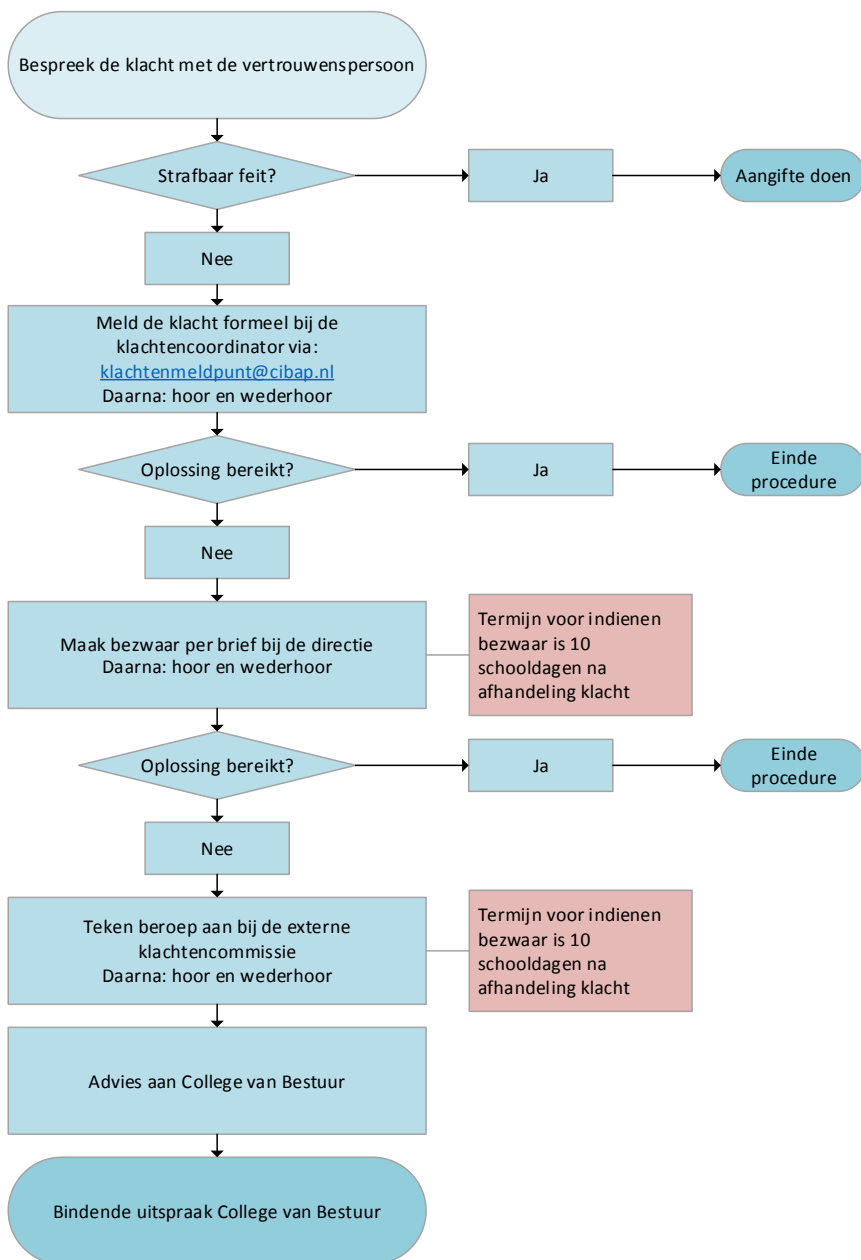 Bespreek de klacht met de vertrouwenspersoon
Strafbaar feit?
Ja
Aangifte doen
Nee
Meld de klacht formeel bij de
klachtencoordinator via:
klachtenmeldpunt@cibap.nl
Daarna: hoor en wederhoor
Oplossing bereikt?
Ja
Einde
procedure
Nee
Maak bezwaar per brief bij de directie
Daarna: hoor en wederhoor
Termijn voor indienen
bezwaar is 10
schooldagen na
afhandeling klacht
Oplossing bereikt?
Ja
Einde
procedure
Nee
Teken beroep aan bij de externe
klachtencommissie
Daarna: hoor en wederhoor
Termijn voor indienen
bezwaar is 10
schooldagen na
afhandeling klacht
Advies aan College van Bestuur
Bindende uitspraak College van Bestuur